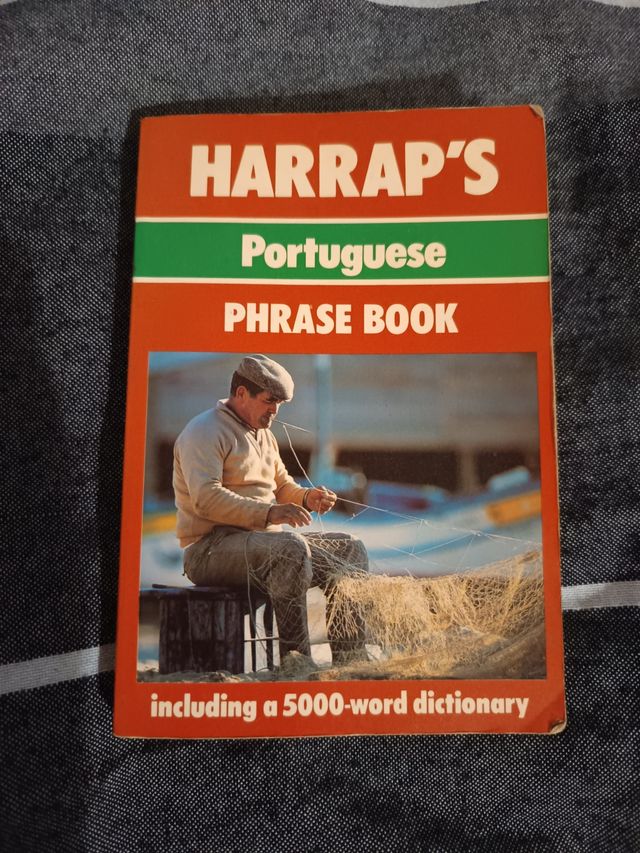 HARRAP'S
Portuguese
PHRASE BOOK
including a 5000-word dictionary